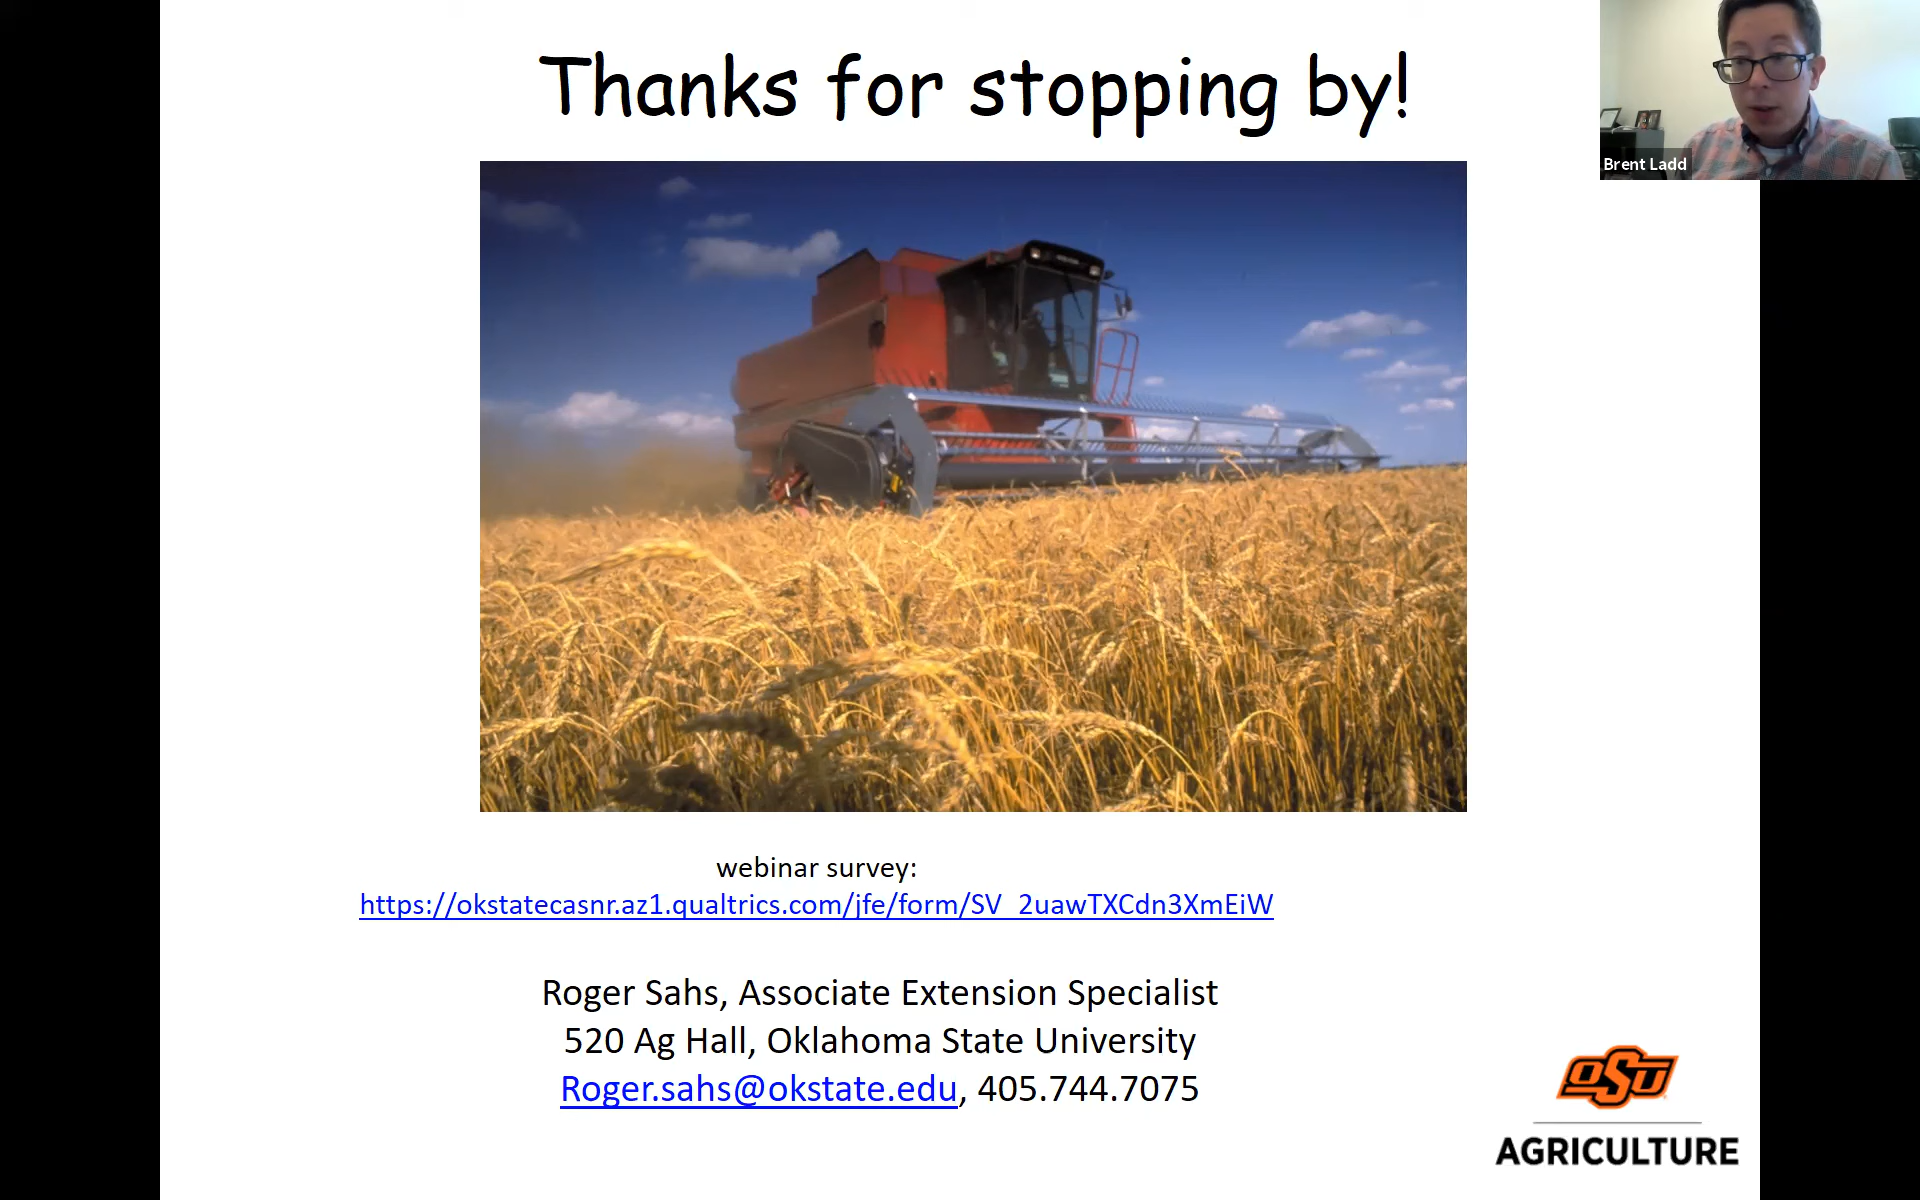 Thanks for stopping by!
Brent Ladd
webinar survey:
https://okstatecasnr.az1.qualtrics.com/jfe/form/SV_2uawTXCdn3XmEiW
Roger Sahs, Associate Extension Specialist
520 Ag Hall, Oklahoma State University
Roger.sahs@okstate.edu, 405.744.7075
OSU
AGRICULTURE